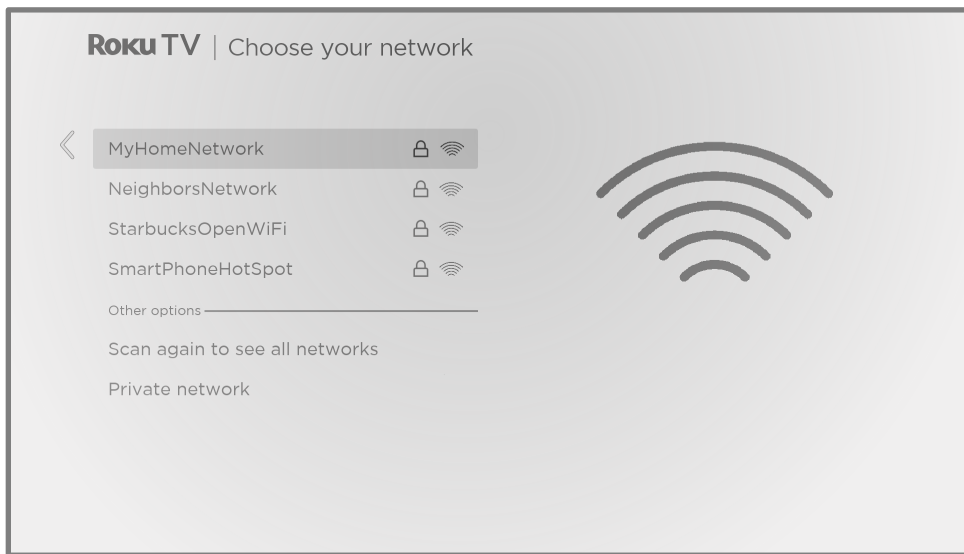 Roku TV | Choose your network
MyHomeNetwork
NeighborsNetwork
StarbucksOpenWiFi
SmartPhoneHotSpot
Other options
Scan again to see all networks
Private network